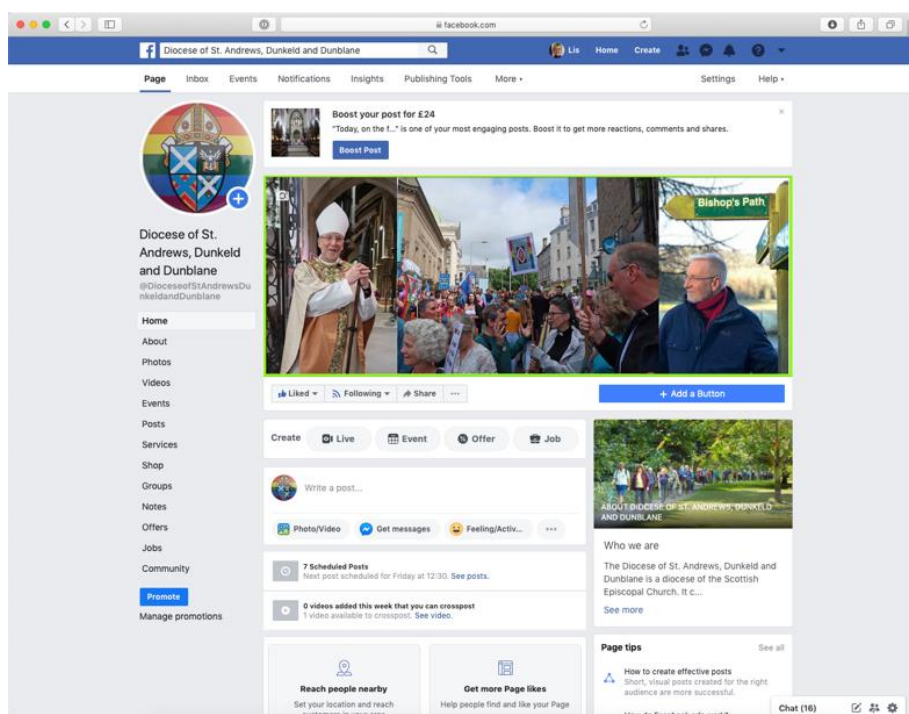 facebook.com
Diocese of St. Andrews, Dunkeld and Dunblane
Lis
Home
Create
Page
Inbox
Events
Notifications
Insights
Publishing Tools
More
Settings
Help
Boost your post for £24
"Today, on the f..." is one of your most engaging posts. Boost it to get more reactions, comments and shares.
Boost Post
Bishop's
Path
Diocese of St.
Andrews, Dunkeld
and Dunblane
@DioceseofStAndrewsDu
nkeldandDunblane
Home
About
Photos
Videos
Events
Posts
Services
Shop
Groups
Notes
Offers
Jobs
Community
Promote
Manage promotions
Liked
Following
Share
+ Add a Button
Create
Live
Event
Offer
Job
Write a post...
Photo/Video
Get messages
Feeling/Activ...
7 Scheduled Posts
Next post scheduled for Friday at 12:30. See posts.
0 videos added this week that you can crosspost
1 video available to crosspost. See video.
Reach people nearby
Set your location and reach
Get more Page likes
Help people find and like your Page
ABOUT DIOCESE OF ST. ANDREWS, DUNKELD
AND DUNBLANE
Who we are
The Diocese of St. Andrews, Dunkeld and
Dunblane is a diocese of the Scottish
Episcopal Church. It c...
See more
Page tips
See all
How to create effective posts
Short, visual posts created for the right
audience are more successful.
Chat (16)